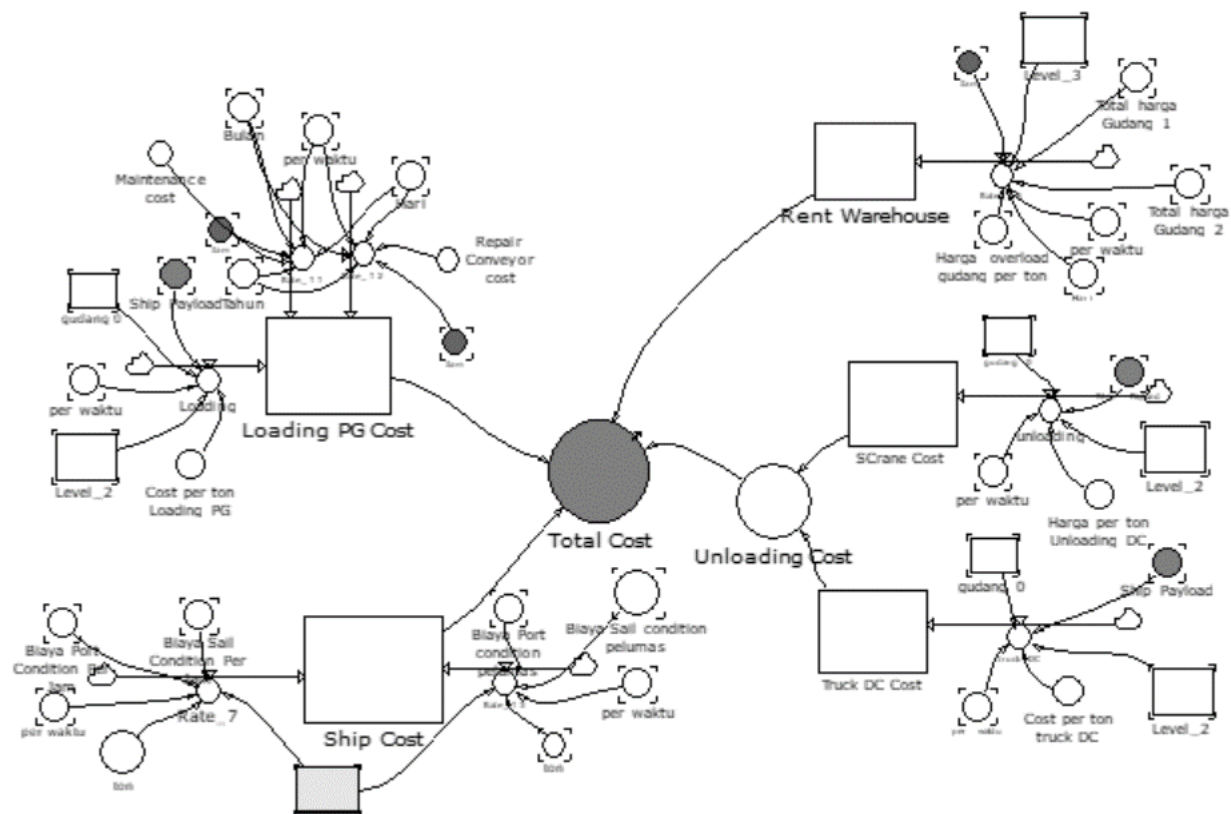 Level_3
Total harga
Gudang 1
Bulan
per waktu
Maintenance
cost
Hari
Total harga
Gudang 2
Rent Warehouse
per waktu
Harga overload
gudang per ton
Hari
Repair
Conveyor
cost
Ship Payload
Tahun
gudang 0
Loading
per waktu
Loading PG Cost
Level_2
Cost per ton
Loading PG
unloading
SCrane Cost
per waktu
Level_2
Harga per ton
Unloading DC
Total Cost
Unloading Cost
gudang 0
Ship Payload
Truck DC Cost
per waktu
Cost per ton
truck DC
Level_2
Biaya Port
Condition Per
Jam
Biaya Sail
Condition Per
per waktu
Rate_7
ton
Ship Cost
Biaya Port
condition
pelumas
Biaya Sail condition
pelumas
per waktu
ton